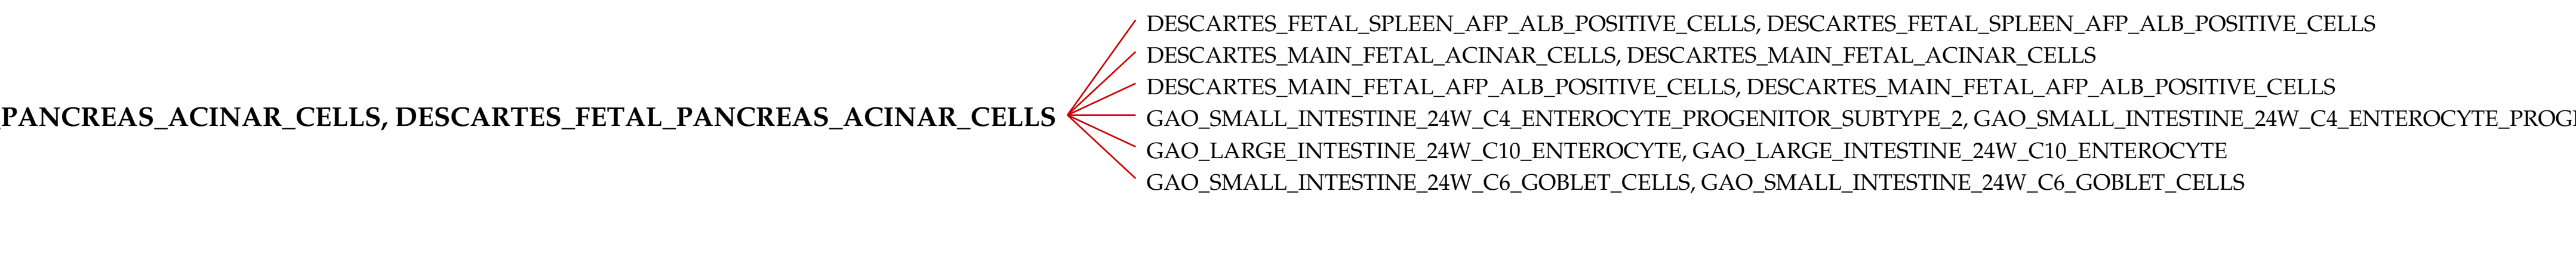 DESCARTES_FETAL_SPLEEN_AFP_ALB_POSITIVE_CELLS, DESCARTES_FETAL_SPLEEN_AFP_ALB_POSITIVE_CELLS
DESCARTES_MAIN_FETAL_ACINAR_CELLS, DESCARTES_MAIN_FETAL_ACINAR_CELLS
DESCARTES_MAIN_FETAL_AFP_ALB_POSITIVE_CELLS, DESCARTES_MAIN_FETAL_AFP_ALB_POSITIVE_CELLS
PANCREAS_ACINAR_CELLS, DESCARTES_FETAL_PANCREAS_ACINAR_CELLS
GAO_SMALL_INTESTINE_24W_C4_ENTEROCYTE_PROGENITOR_SUBTYPE_2, GAO_SMALL_INTESTINE_24W_C4_ENTEROCYTE_PROG
GAO_LARGE_INTESTINE_24W_C10_ENTEROCYTE, GAO_LARGE_INTESTINE_24W_C10_ENTEROCYTE
GAO_SMALL_INTESTINE_24W_C6_GOBLET_CELLS, GAO_SMALL_INTESTINE_24W_C6_GOBLET_CELLS